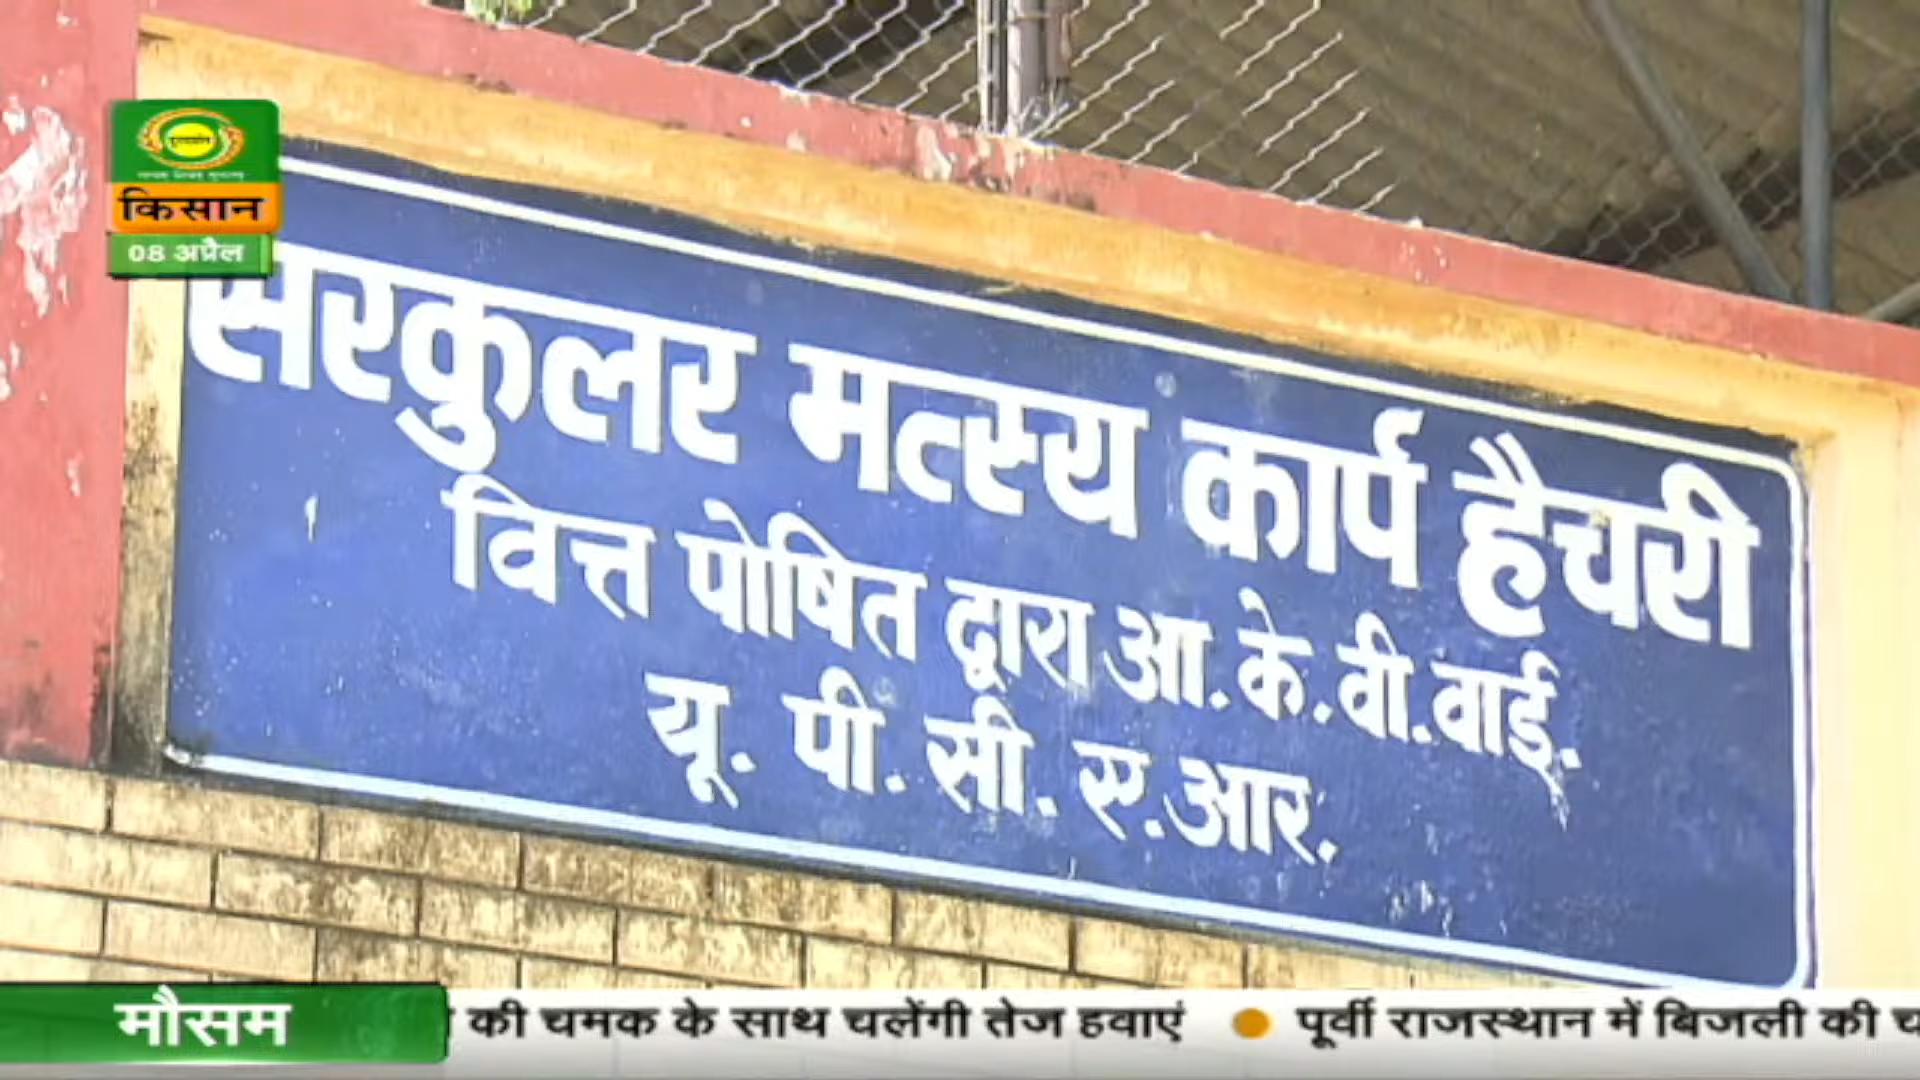 किसान
08 अप्रैल
सरकुलर मत्स्य कार्प हैचरी
वित्त पोषित द्वारा आ.के.वी.वाई.
यू. पी. सी. ए.आर.
मौसम
की चमक के साथ चलेंगी तेज हवाएं
पूर्वी राजस्थान में बिजली की